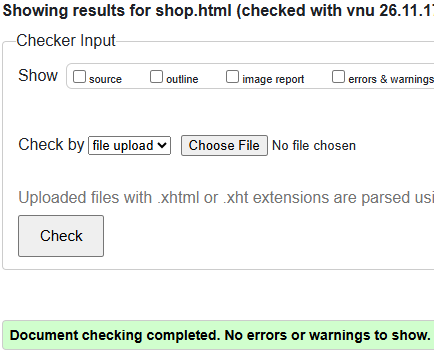 Showing results for shop.html (checked with vnu 26.11.17
Checker Input
Show source outline image report errors & warnings
Check by file upload Choose File No file chosen
Uploaded files with .xhtml or .xht extensions are parsed usi
Check
Document checking completed. No errors or warnings to show.